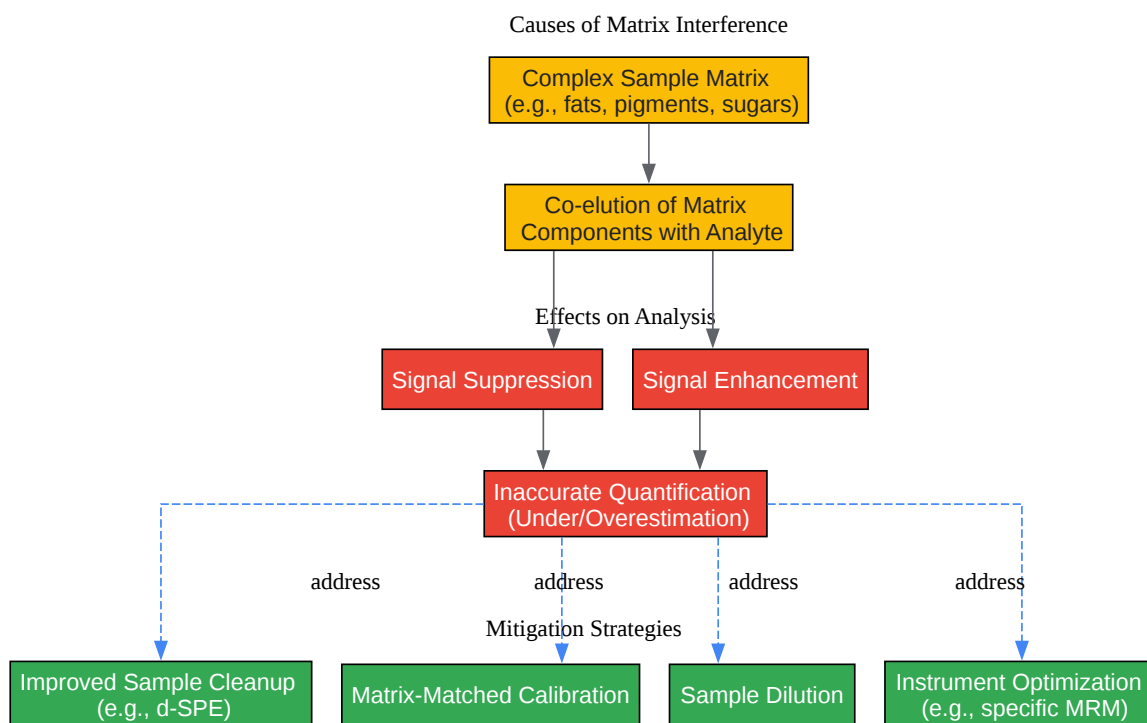 Causes of Matrix Interference
Complex Sample Matrix
(e.g., fats, pigments, sugars)
Co-elution of Matrix
Components with Analyte
Effects on Analysis
Signal Suppression
Signal Enhancement
Inaccurate Quantification
(Under/Overestimation)
address
address
address
address
Mitigation Strategies
Improved Sample Cleanup
(e.g., d-SPE)
Matrix-Matched Calibration
Sample Dilution
Instrument Optimization
(e.g., specific MRM)